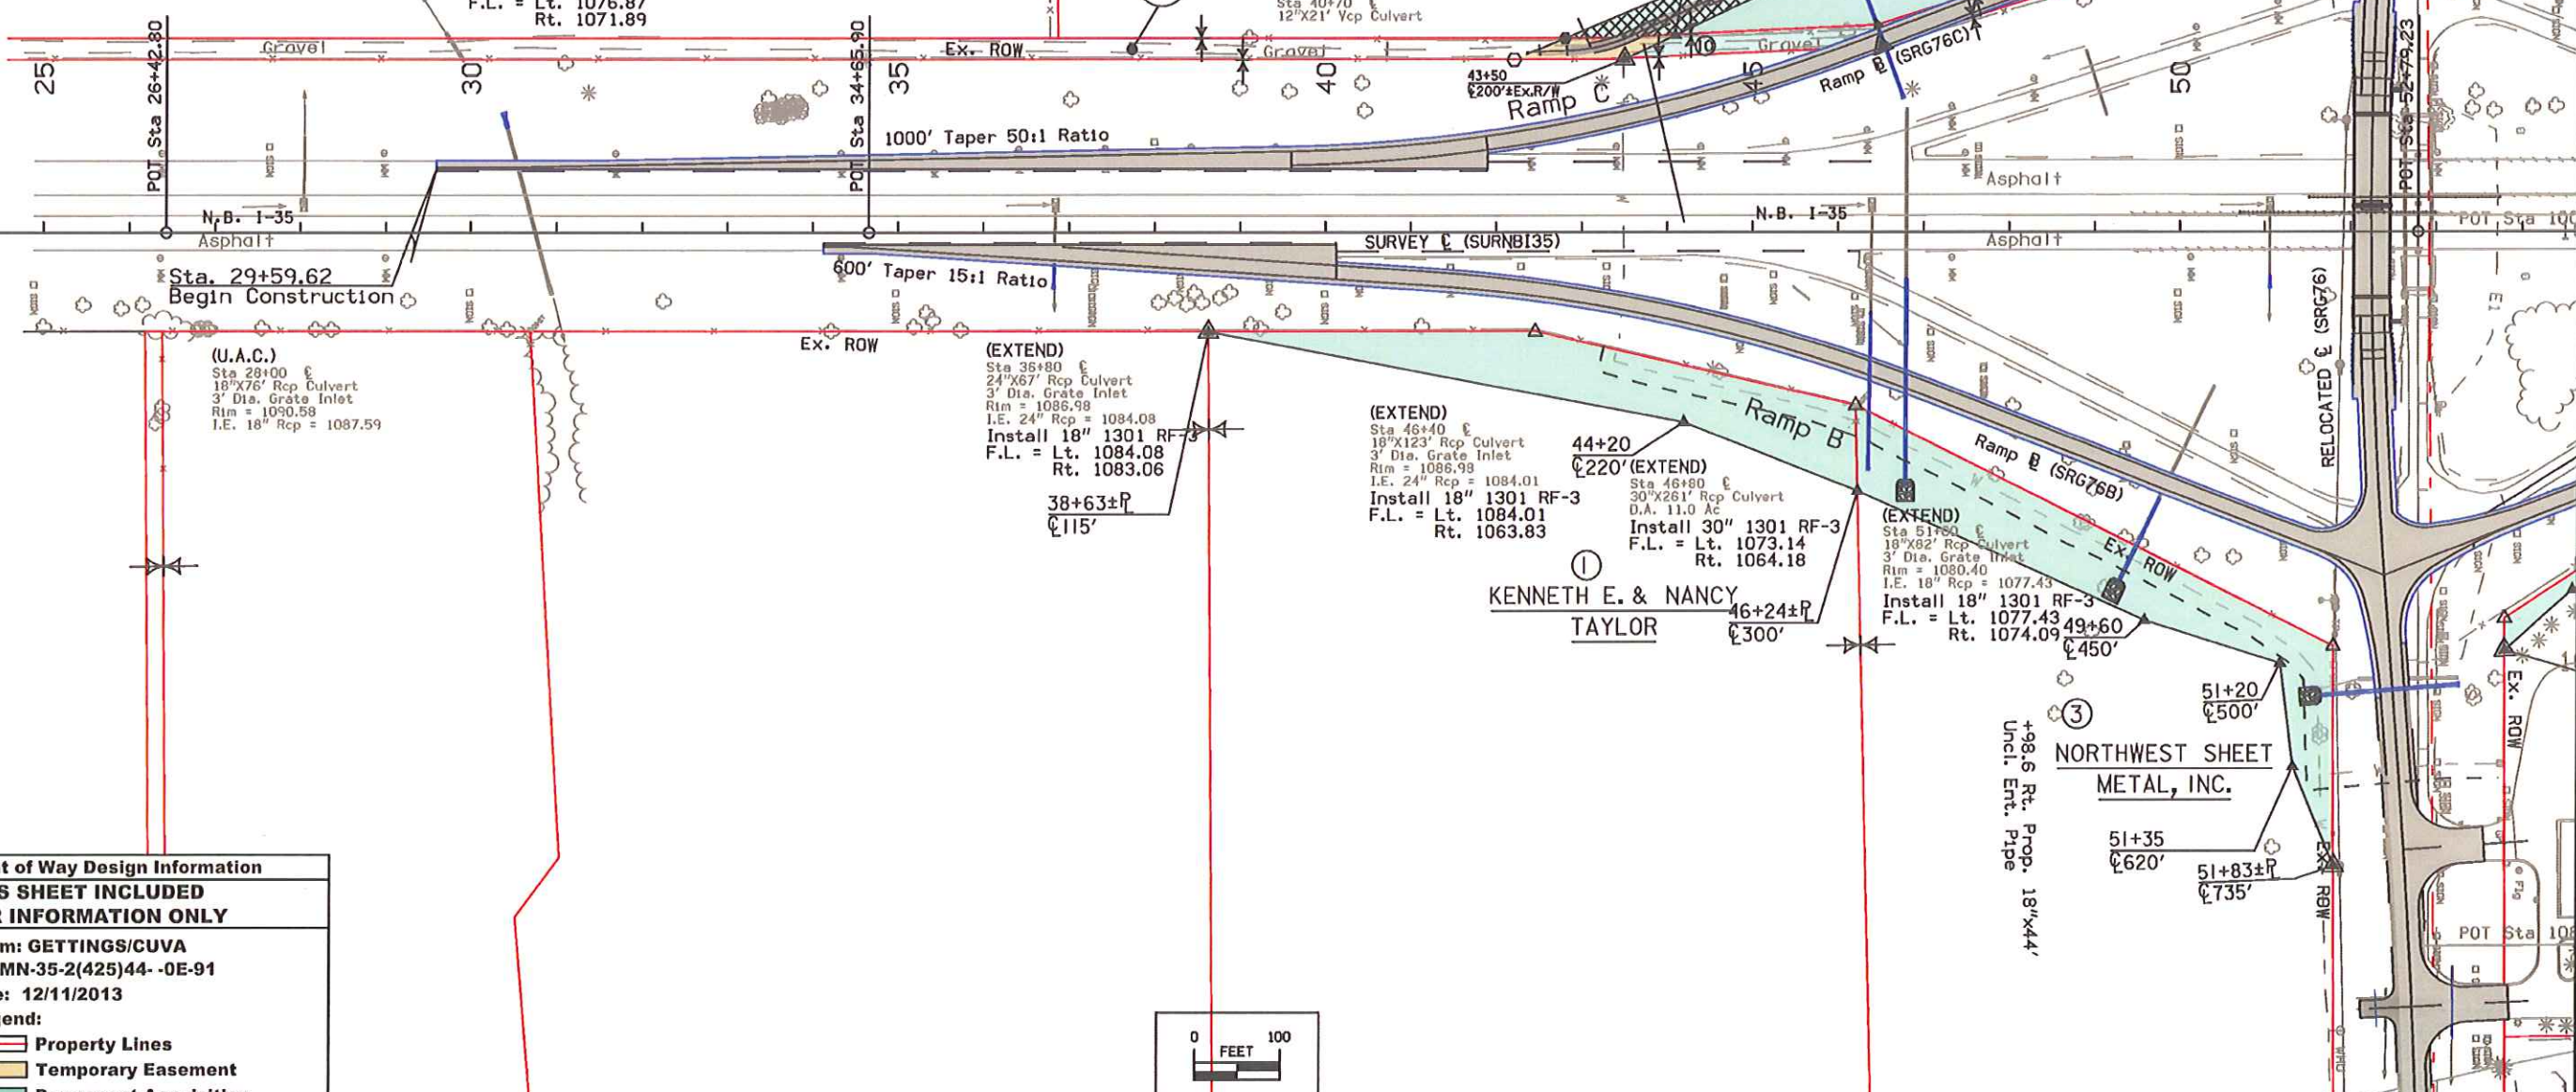 F.L. = Lt. 1076.87
Rt. 1071.89
Sta 40+70 ℄
12"X21' Vcp Culvert
25
POT Sta 26+42.80
Gravel
30
35
POT Sta 34+65.90
Ex. ROW
Gravel
40
43+50
℄200'±Ex.R/W
Ramp C
10
Gravel
45
Ramp ℄ (SRG76C)
50
POT Sta 52+79.23
1000' Taper 50:1 Ratio
Asphalt
N.B. I-35
N.B. I-35
POT Sta 100
Asphalt
SURVEY ℄ (SURNBI35)
Asphalt
600' Taper 15:1 Ratio
Sta. 29+59.62
Begin Construction
RELOCATED ℄ (SRG76)
Ex. ROW
(U.A.C.)
Sta 28+00 ℄
18"X76' Rcp Culvert
3' Dia. Grate Inlet
Rim = 1090.58
I.E. 18" Rcp = 1087.59
(EXTEND)
Sta 36+80 ℄
24"X67' Rcp Culvert
3' Dia. Grate Inlet
Rim = 1086.98
I.E. 24" Rcp = 1084.08
Install 18" 1301 RF-3
F.L. = Lt. 1084.08
Rt. 1083.06
38+63±℄
℄115'
(EXTEND)
Sta 46+40 ℄
18"X123' Rcp Culvert
3' Dia. Grate Inlet
Rim = 1086.98
I.E. 24" Rcp = 1084.01
Install 18" 1301 RF-3
F.L. = Lt. 1084.01
Rt. 1063.83
Ramp B
44+20
℄220'
(EXTEND)
Sta 46+80 ℄
30"X261' Rcp Culvert
D.A. 11.0 Ac
Install 30" 1301 RF-3
F.L. = Lt. 1073.14
Rt. 1064.18
Ramp ℄ (SRG76B)
1
KENNETH E. & NANCY
TAYLOR
46+24±℄
℄300'
(EXTEND)
Sta 51+80 ℄
18"X82' Rcp Culvert
3' Dia. Grate Inlet
Rim = 1080.40
I.E. 18" Rcp = 1077.43
Install 18" 1301 RF-3
F.L. = Lt. 1077.43
Rt. 1074.09
Ex. ROW
49+60
℄450'
51+20
℄500'
Ex. ROW
3
NORTHWEST SHEET
METAL, INC.
+98.6 Rt. Prop. 18"x44'
Uncl. Ent. Pipe
51+35
℄620'
51+83±℄
℄735'
Ex. ROW
POT Sta 108
t of Way Design Information
S SHEET INCLUDED
R INFORMATION ONLY
m: GETTINGS/CUVA
MN-35-2(425)44- -0E-91
e: 12/11/2013
gend:
Property Lines
Temporary Easement
0 100
FEET